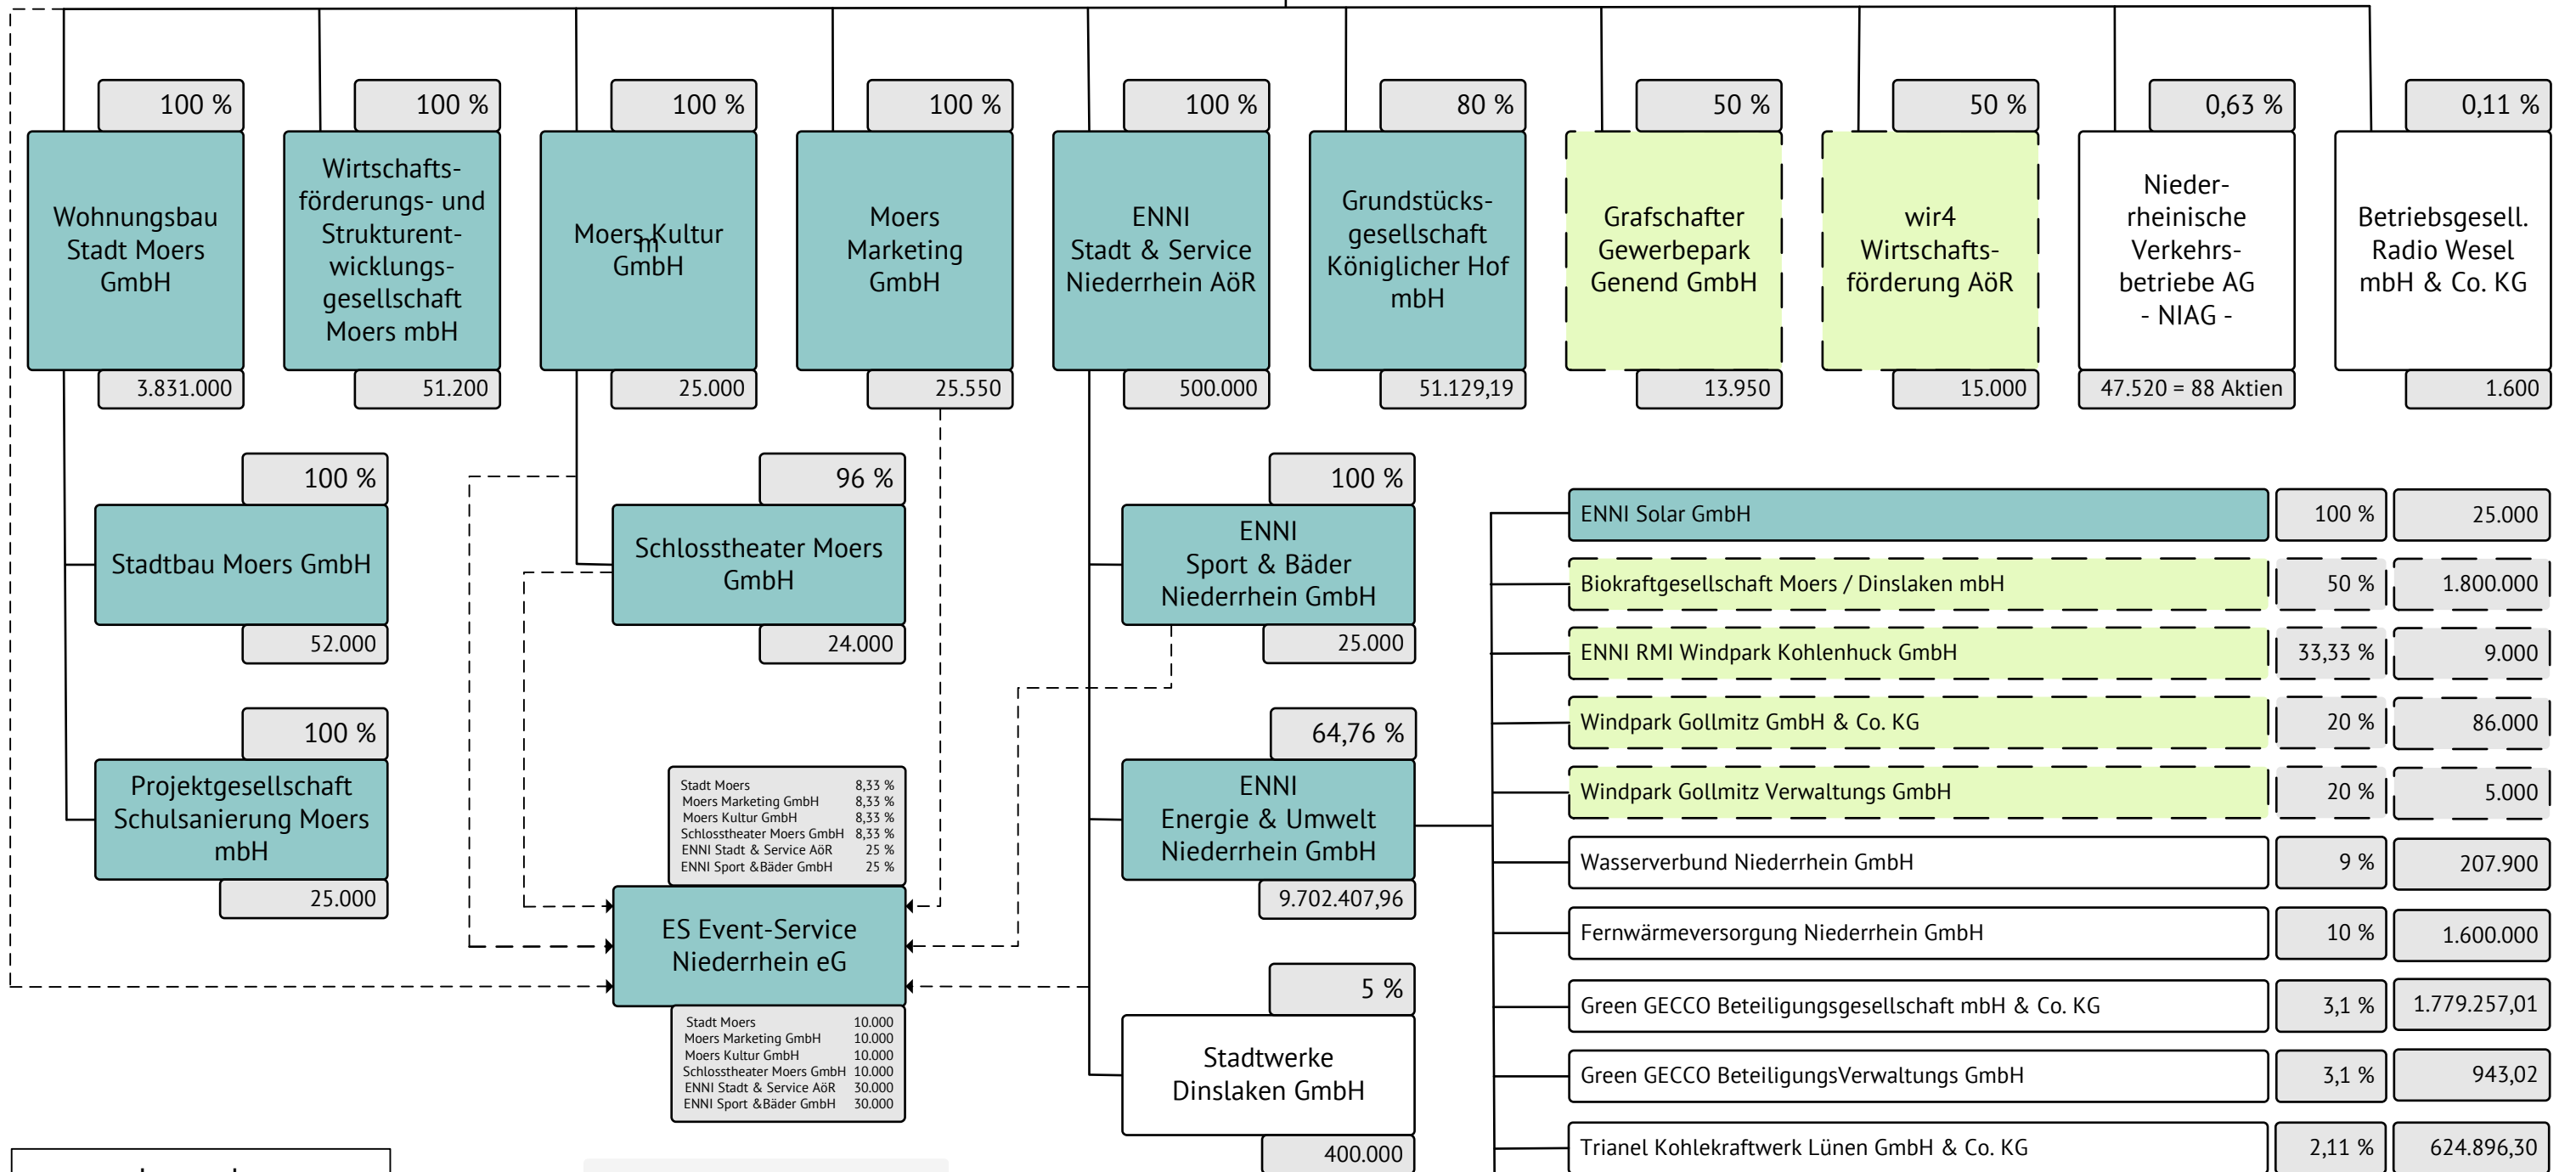 100 %
Wohnungsbau
Stadt Moers
GmbH
3.831.000
100 %
Wirtschafts-
förderungs- und
Strukturent-
wicklungs-
gesellschaft
Moers mbH
51.200
100 %
Moers Kultur
m
GmbH
25.000
100 %
Moers
Marketing
GmbH
25.550
100 %
ENNI
Stadt & Service
Niederrhein AöR
500.000
80 %
Grundstücks-
gesellschaft
Königlicher Hof
mbH
51.129,19
50 %
Grafschafter
Gewerbepark
Genend GmbH
13.950
50 %
wir4
Wirtschafts-
förderung AöR
15.000
0,63 %
Nieder-
rheinische
Verkehrs-
betriebe AG
- NIAG -
47.520 = 88 Aktien
0,11 %
Betriebsgesell.
Radio Wesel
mbH & Co. KG
1.600
100 %
Stadtbau Moers GmbH
52.000
100 %
Projektgesellschaft
Schulsanierung Moers
mbH
25.000
96 %
Schlosstheater Moers
GmbH
24.000
Stadt Moers 8,33 %
Moers Marketing GmbH 8,33 %
Moers Kultur GmbH 8,33 %
Schlosstheater Moers GmbH 8,33 %
ENNI Stadt & Service AöR 25 %
ENNI Sport &Bäder GmbH 25 %
ES Event-Service
Niederrhein eG
Stadt Moers 10.000
Moers Marketing GmbH 10.000
Moers Kultur GmbH 10.000
Schlosstheater Moers GmbH 10.000
ENNI Stadt & Service AöR 30.000
ENNI Sport &Bäder GmbH 30.000
100 %
ENNI
Sport & Bäder
Niederrhein GmbH
25.000
64,76 %
ENNI
Energie & Umwelt
Niederrhein GmbH
9.702.407,96
5 %
Stadtwerke
Dinslaken GmbH
400.000
ENNI Solar GmbH 100 % 25.000
Biokraftgesellschaft Moers / Dinslaken mbH 50 % 1.800.000
ENNI RMI Windpark Kohlenhuck GmbH 33,33 % 9.000
Windpark Gollmitz GmbH & Co. KG 20 % 86.000
Windpark Gollmitz Verwaltungs GmbH 20 % 5.000
Wasserverbund Niederrhein GmbH 9 % 207.900
Fernwärmeversorgung Niederrhein GmbH 10 % 1.600.000
Green GECCO Beteiligungsgesellschaft mbH & Co. KG 3,1 % 1.779.257,01
Green GECCO BeteiligungsVerwaltungs GmbH 3,1 % 943,02
Trianel Kohlekraftwerk Lünen GmbH & Co. KG 2,11 % 624.896,30